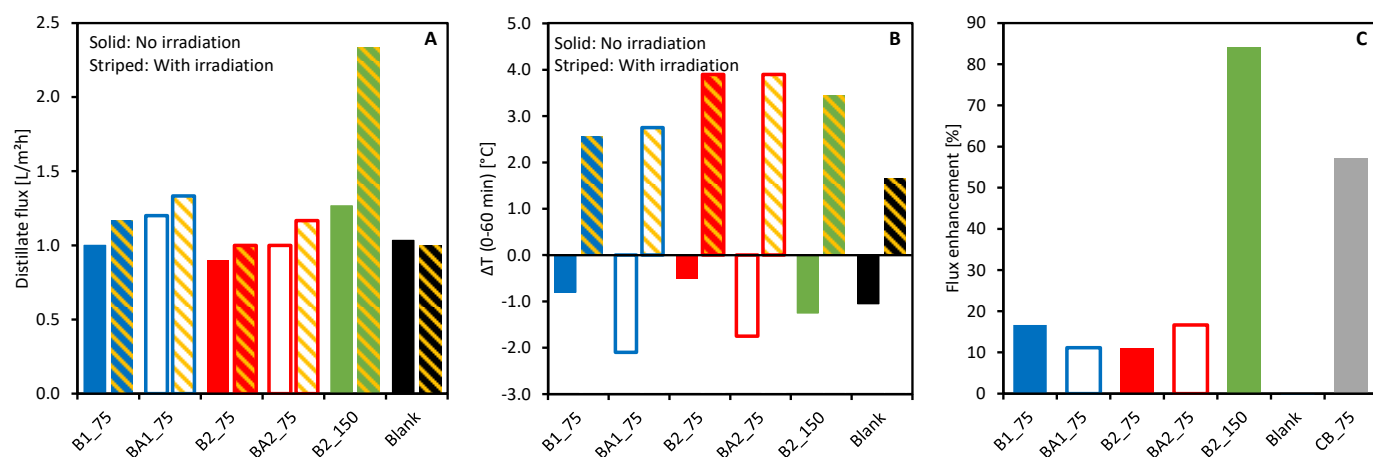 Distillate flux [L/m²h]
2.5
2.0
1.5
1.0
0.5
0.0
Solid: No irradiation
Striped: With irradiation
A
B1_75
BA1_75
B2_75
BA2_75
B2_150
Blank
ΔT (0-60 min) [°C]
5.0
4.0
3.0
2.0
1.0
0.0
-1.0
-2.0
-3.0
Solid: No irradiation
Striped: With irradiation
B
B1_75
BA1_75
B2_75
BA2_75
B2_150
Blank
Flux enhancement [%]
90
80
70
60
50
40
30
20
10
0
C
B1_75
BA1_75
B2_75
BA2_75
B2_150
Blank
CB_75